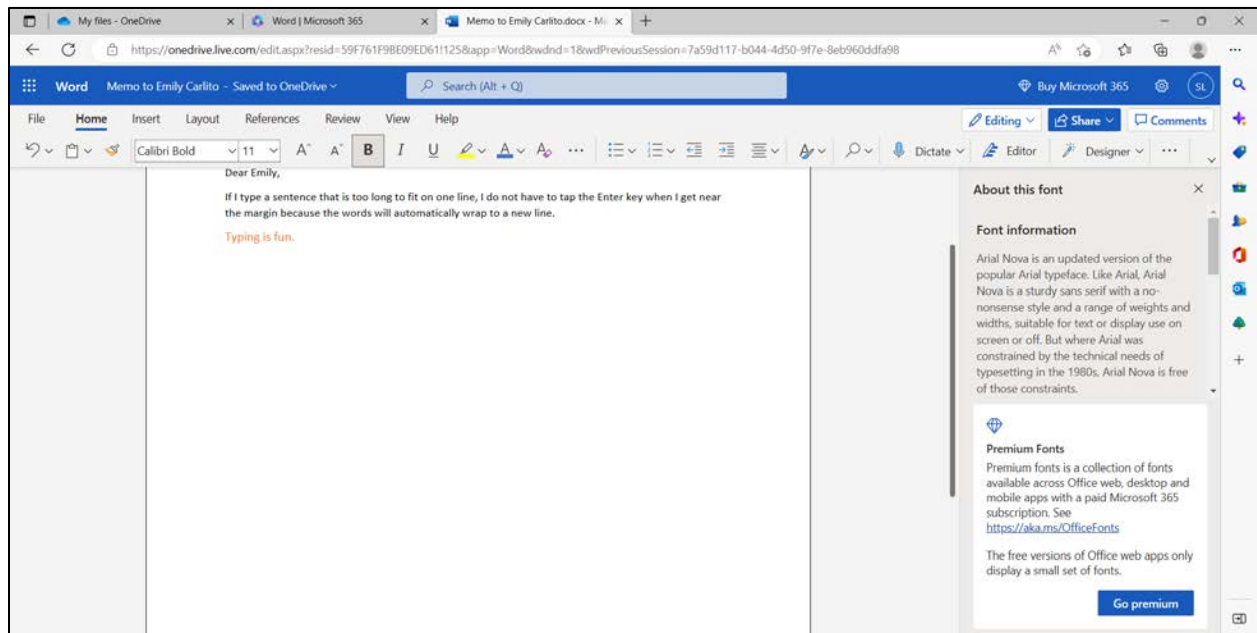 My files - OneDrive
Word | Microsoft 365
Memo to Emily Carlito.docx - Mi
https://onedrive.live.com/edit.aspx?resid=59F761F9BE09ED61!125&app=Word&wdnd=1&wdPreviousSession=7a59d117-b044-4d50-9f7e-8eb960ddfa98
Word Memo to Emily Carlito - Saved to OneDrive
Search (Alt + Q)
Buy Microsoft 365
SL
File Home Insert Layout References Review View Help
Editing Share Comments
Calibri Bold 11 A A B I U A A
Dictate Editor Designer
Dear Emily,
If I type a sentence that is too long to fit on one line, I do not have to tap the Enter key when I get near
the margin because the words will automatically wrap to a new line.
Typing is fun.
About this font
Font information
Arial Nova is an updated version of the
popular Arial typeface. Like Arial, Arial
Nova is a sturdy sans serif with a no-
nonsense style and a range of weights and
widths, suitable for text or display use on
screen or off. But where Arial was
constrained by the technical needs of
typesetting in the 1980s, Arial Nova is free
of those constraints.
Premium Fonts
Premium fonts is a collection of fonts
available across Office web, desktop and
mobile apps with a paid Microsoft 365
subscription. See
https://aka.ms/OfficeFonts
The free versions of Office web apps only
display a small set of fonts.
Go premium